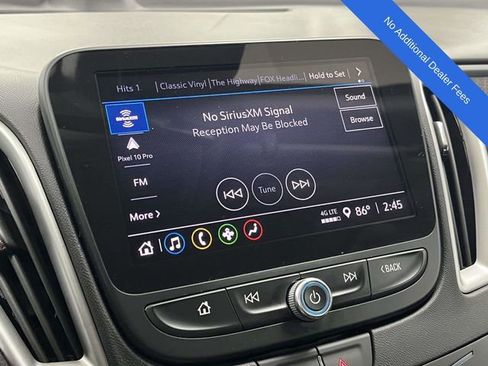 No Additional Dealer Fees
Hits 1
Classic Vinyl
The Highway
FOX Headli...
Hold to Set
SiriusXM
No SiriusXM Signal
Reception May Be Blocked
Sound
Browse
Pixel 10 Pro
FM
Tune
More
4G LTE
86°
2:45
BACK